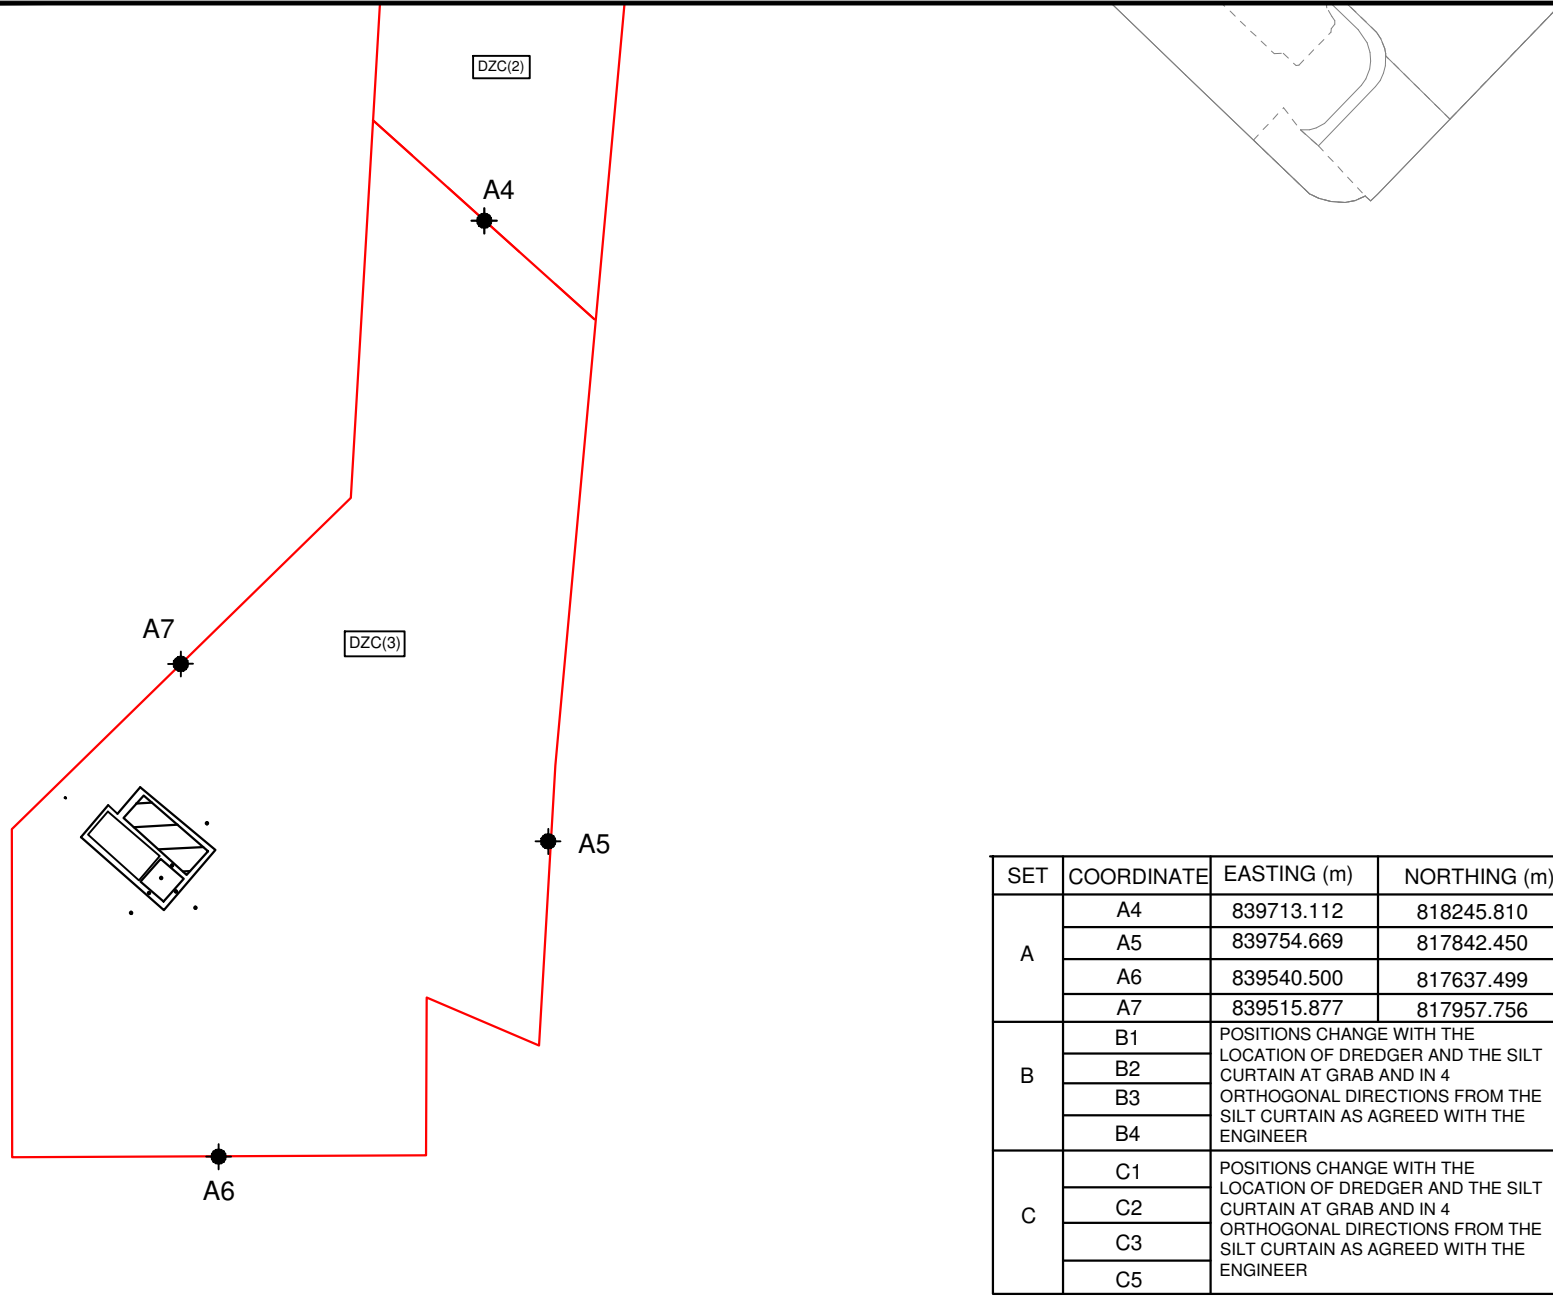 DZC(2)
A4
A7
DZC(3)
A5
A6
SET COORDINATE EASTING (m) NORTHING (m)
A
A4 839713.112 818245.810
A5 839754.669 817842.450
A6 839540.500 817637.499
A7 839515.877 817957.756
B
B1
B2
B3
B4
POSITIONS CHANGE WITH THE
LOCATION OF DREDGER AND THE SILT
CURTAIN AT GRAB AND IN 4
ORTHOGONAL DIRECTIONS FROM THE
SILT CURTAIN AS AGREED WITH THE
ENGINEER
C
C1
C2
C3
C5
POSITIONS CHANGE WITH THE
LOCATION OF DREDGER AND THE SILT
CURTAIN AT GRAB AND IN 4
ORTHOGONAL DIRECTIONS FROM THE
SILT CURTAIN AS AGREED WITH THE
ENGINEER